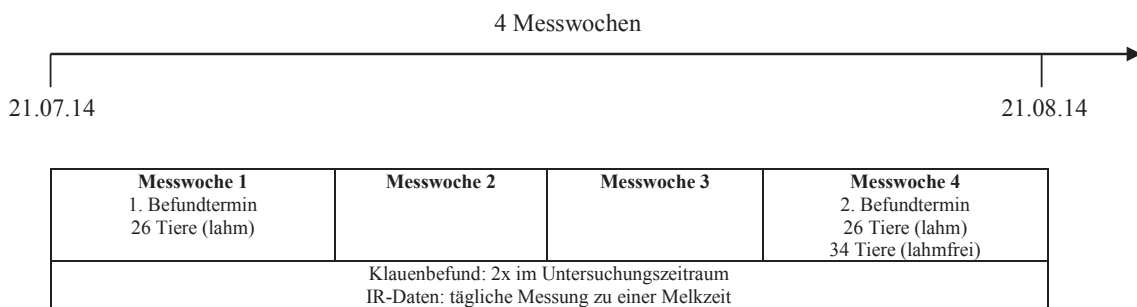 4 Messwochen
21.07.14 21.08.14
Messwoche 1 Messwoche 2 Messwoche 3 Messwoche 4
1. Befundtermin 2. Befundtermin
26 Tiere (lahm) 26 Tiere (lahm)
34 Tiere (lahmfrei)
Klauenbefund: 2x im Untersuchungszeitraum
IR-Daten: tägliche Messung zu einer Melkzeit